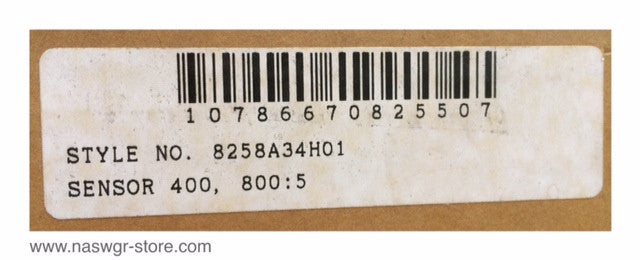 10786670825507
STYLE NO. 8258A34H01
SENSOR 400, 800:5
www.naswgr-store.com